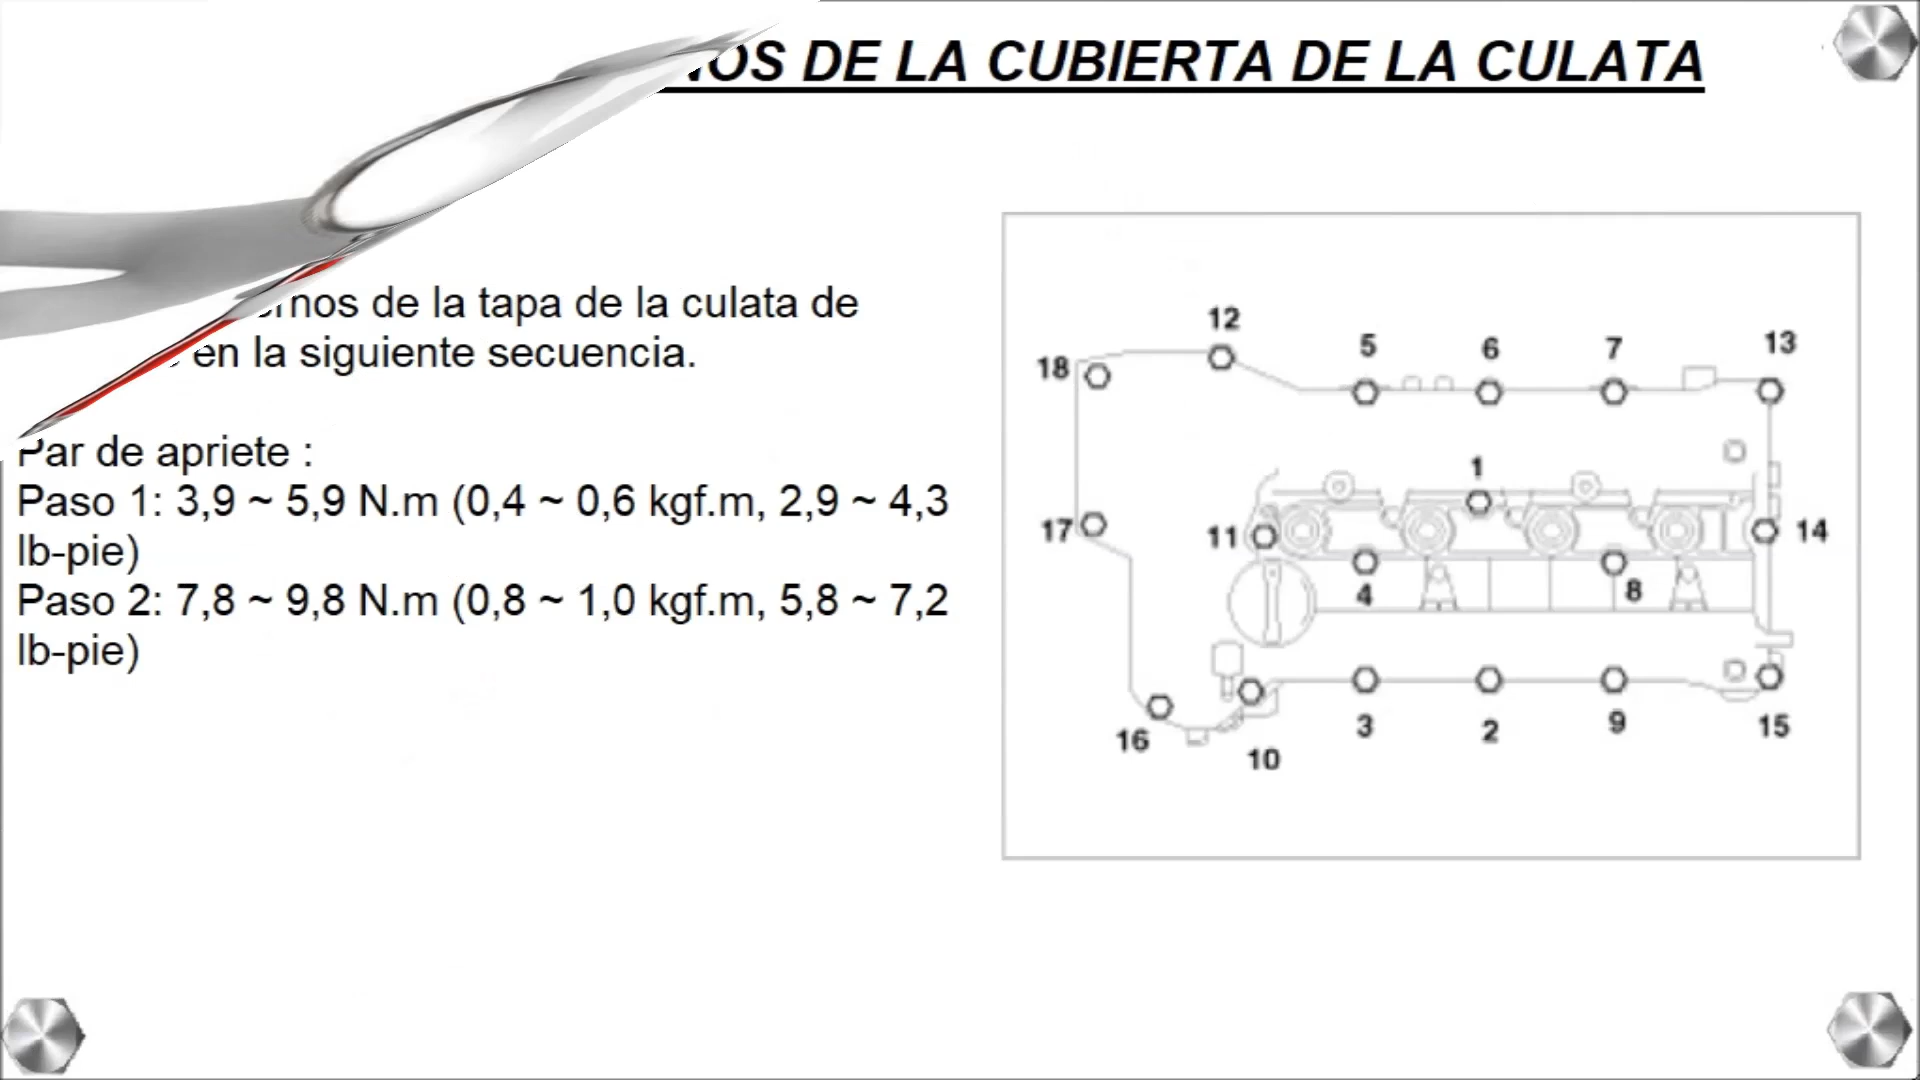 DE LA CUBIERTA DE LA CULATA
de la tapa de la culata de
en la siguiente secuencia.
Par de apriete :
Paso 1: 3,9 ~ 5,9 N.m (0,4 ~ 0,6 kgf.m, 2,9 ~ 4,3
lb-pie)
Paso 2: 7,8 ~ 9,8 N.m (0,8 ~ 1,0 kgf.m, 5,8 ~ 7,2
lb-pie)
12
5 6 7 13
18
1
17 11 14
4 8
3 2 9 15
16
10